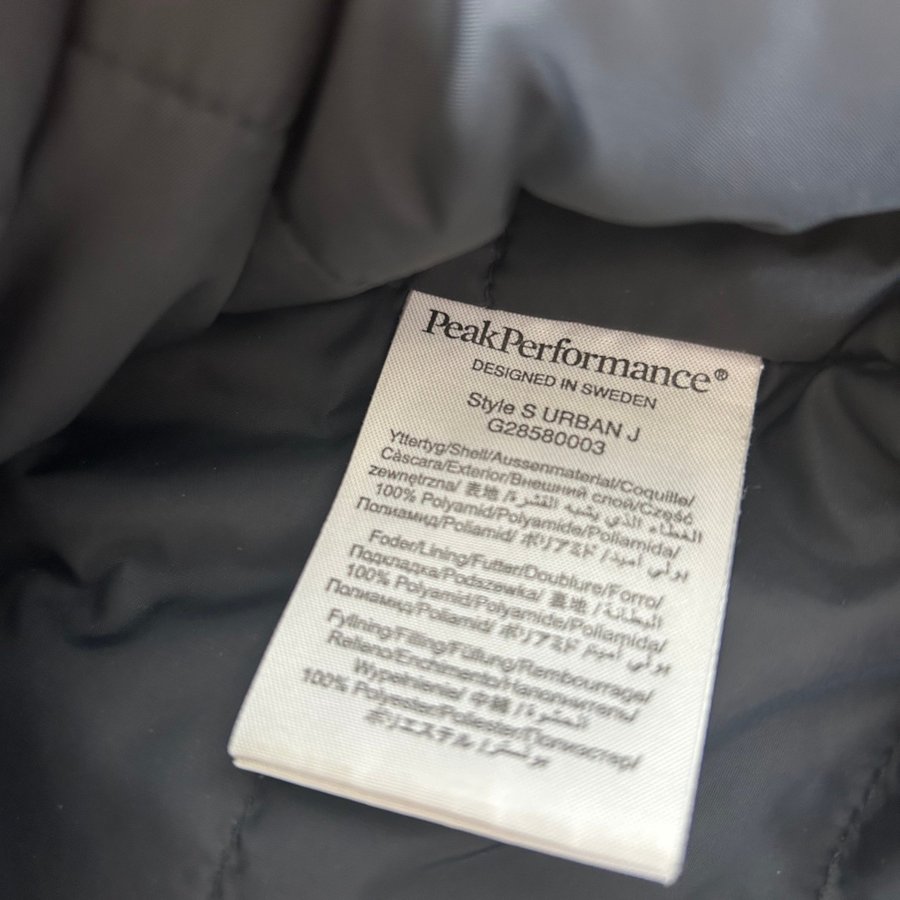 PeakPerformance®
DESIGNED IN SWEDEN
Style S URBAN J
G28580003
Yttertyg/Shell/Aussenmaterial/Coquille/
Càscara/Exterior/Внешний слой/Część
zewnętrzna/ 表地 /الغطاء الذي يشبه القشرة
100% Polyamid/Polyamide/Poliamida/
Полиамид/Poliamid/ ポリアミド /بولي أميد
Foder/Lining/Futter/Doublure/Forro/
Подкладка/Podszewka/ 裏地 /البطانة
100% Polyamid/Polyamide/Poliamida/
Полиамид/Poliamid/ ポリアミド /بولي أميد
Fyllning/Filling/Füllung/Rembourrage/
Relleno/Enchimento/Наполнитель/
Wypełnienie/ 中綿 /
100% Polyester/Poliester/Полиэстер/
ポリエステル /بوليستر